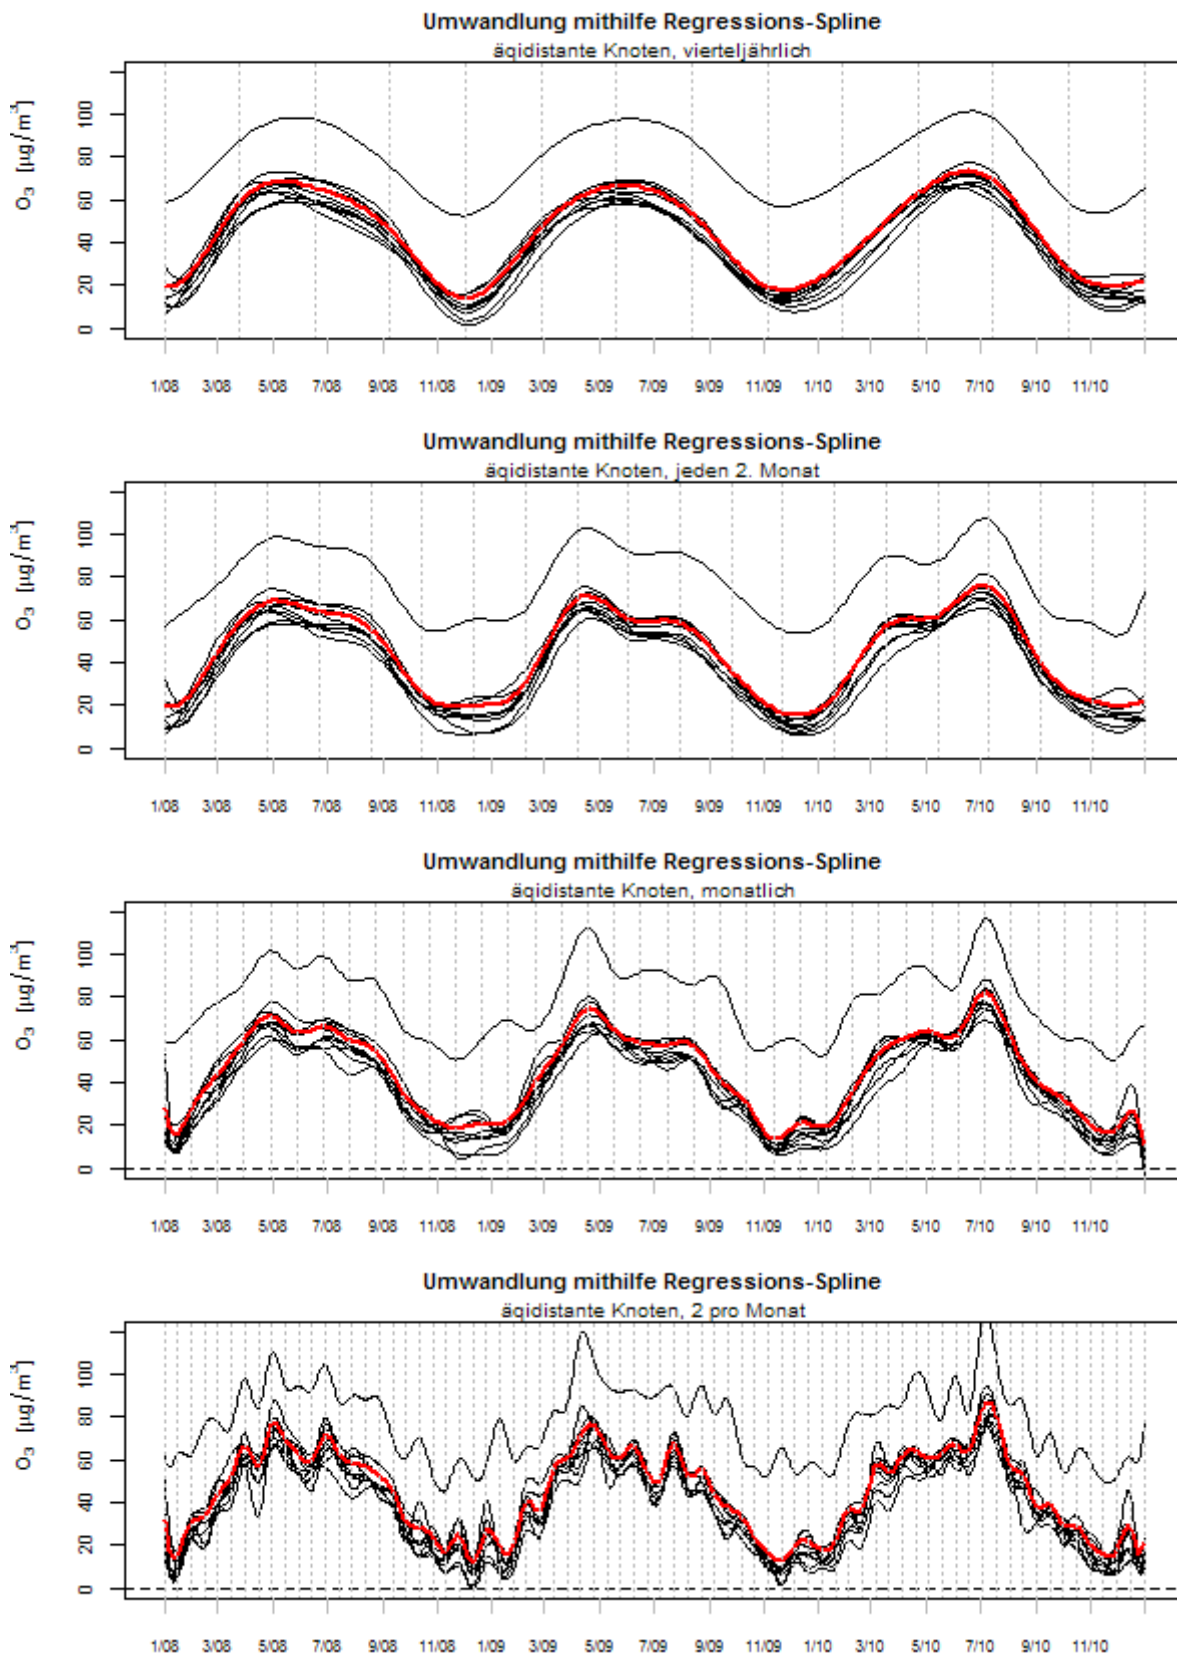 Umwandlung mithilfe Regressions-Spline
äqidistante Knoten, vierteljährlich
O3 [µg/m³]
0 20 40 60 80 100
1/08 3/08 5/08 7/08 9/08 11/08 1/09 3/09 5/09 7/09 9/09 11/09 1/10 3/10 5/10 7/10 9/10 11/10
Umwandlung mithilfe Regressions-Spline
äqidistante Knoten, jeden 2. Monat
O3 [µg/m³]
0 20 40 60 80 100
1/08 3/08 5/08 7/08 9/08 11/08 1/09 3/09 5/09 7/09 9/09 11/09 1/10 3/10 5/10 7/10 9/10 11/10
Umwandlung mithilfe Regressions-Spline
äqidistante Knoten, monatlich
O3 [µg/m³]
0 20 40 60 80 100
1/08 3/08 5/08 7/08 9/08 11/08 1/09 3/09 5/09 7/09 9/09 11/09 1/10 3/10 5/10 7/10 9/10 11/10
Umwandlung mithilfe Regressions-Spline
äqidistante Knoten, 2 pro Monat
O3 [µg/m³]
0 20 40 60 80 100
1/08 3/08 5/08 7/08 9/08 11/08 1/09 3/09 5/09 7/09 9/09 11/09 1/10 3/10 5/10 7/10 9/10 11/10